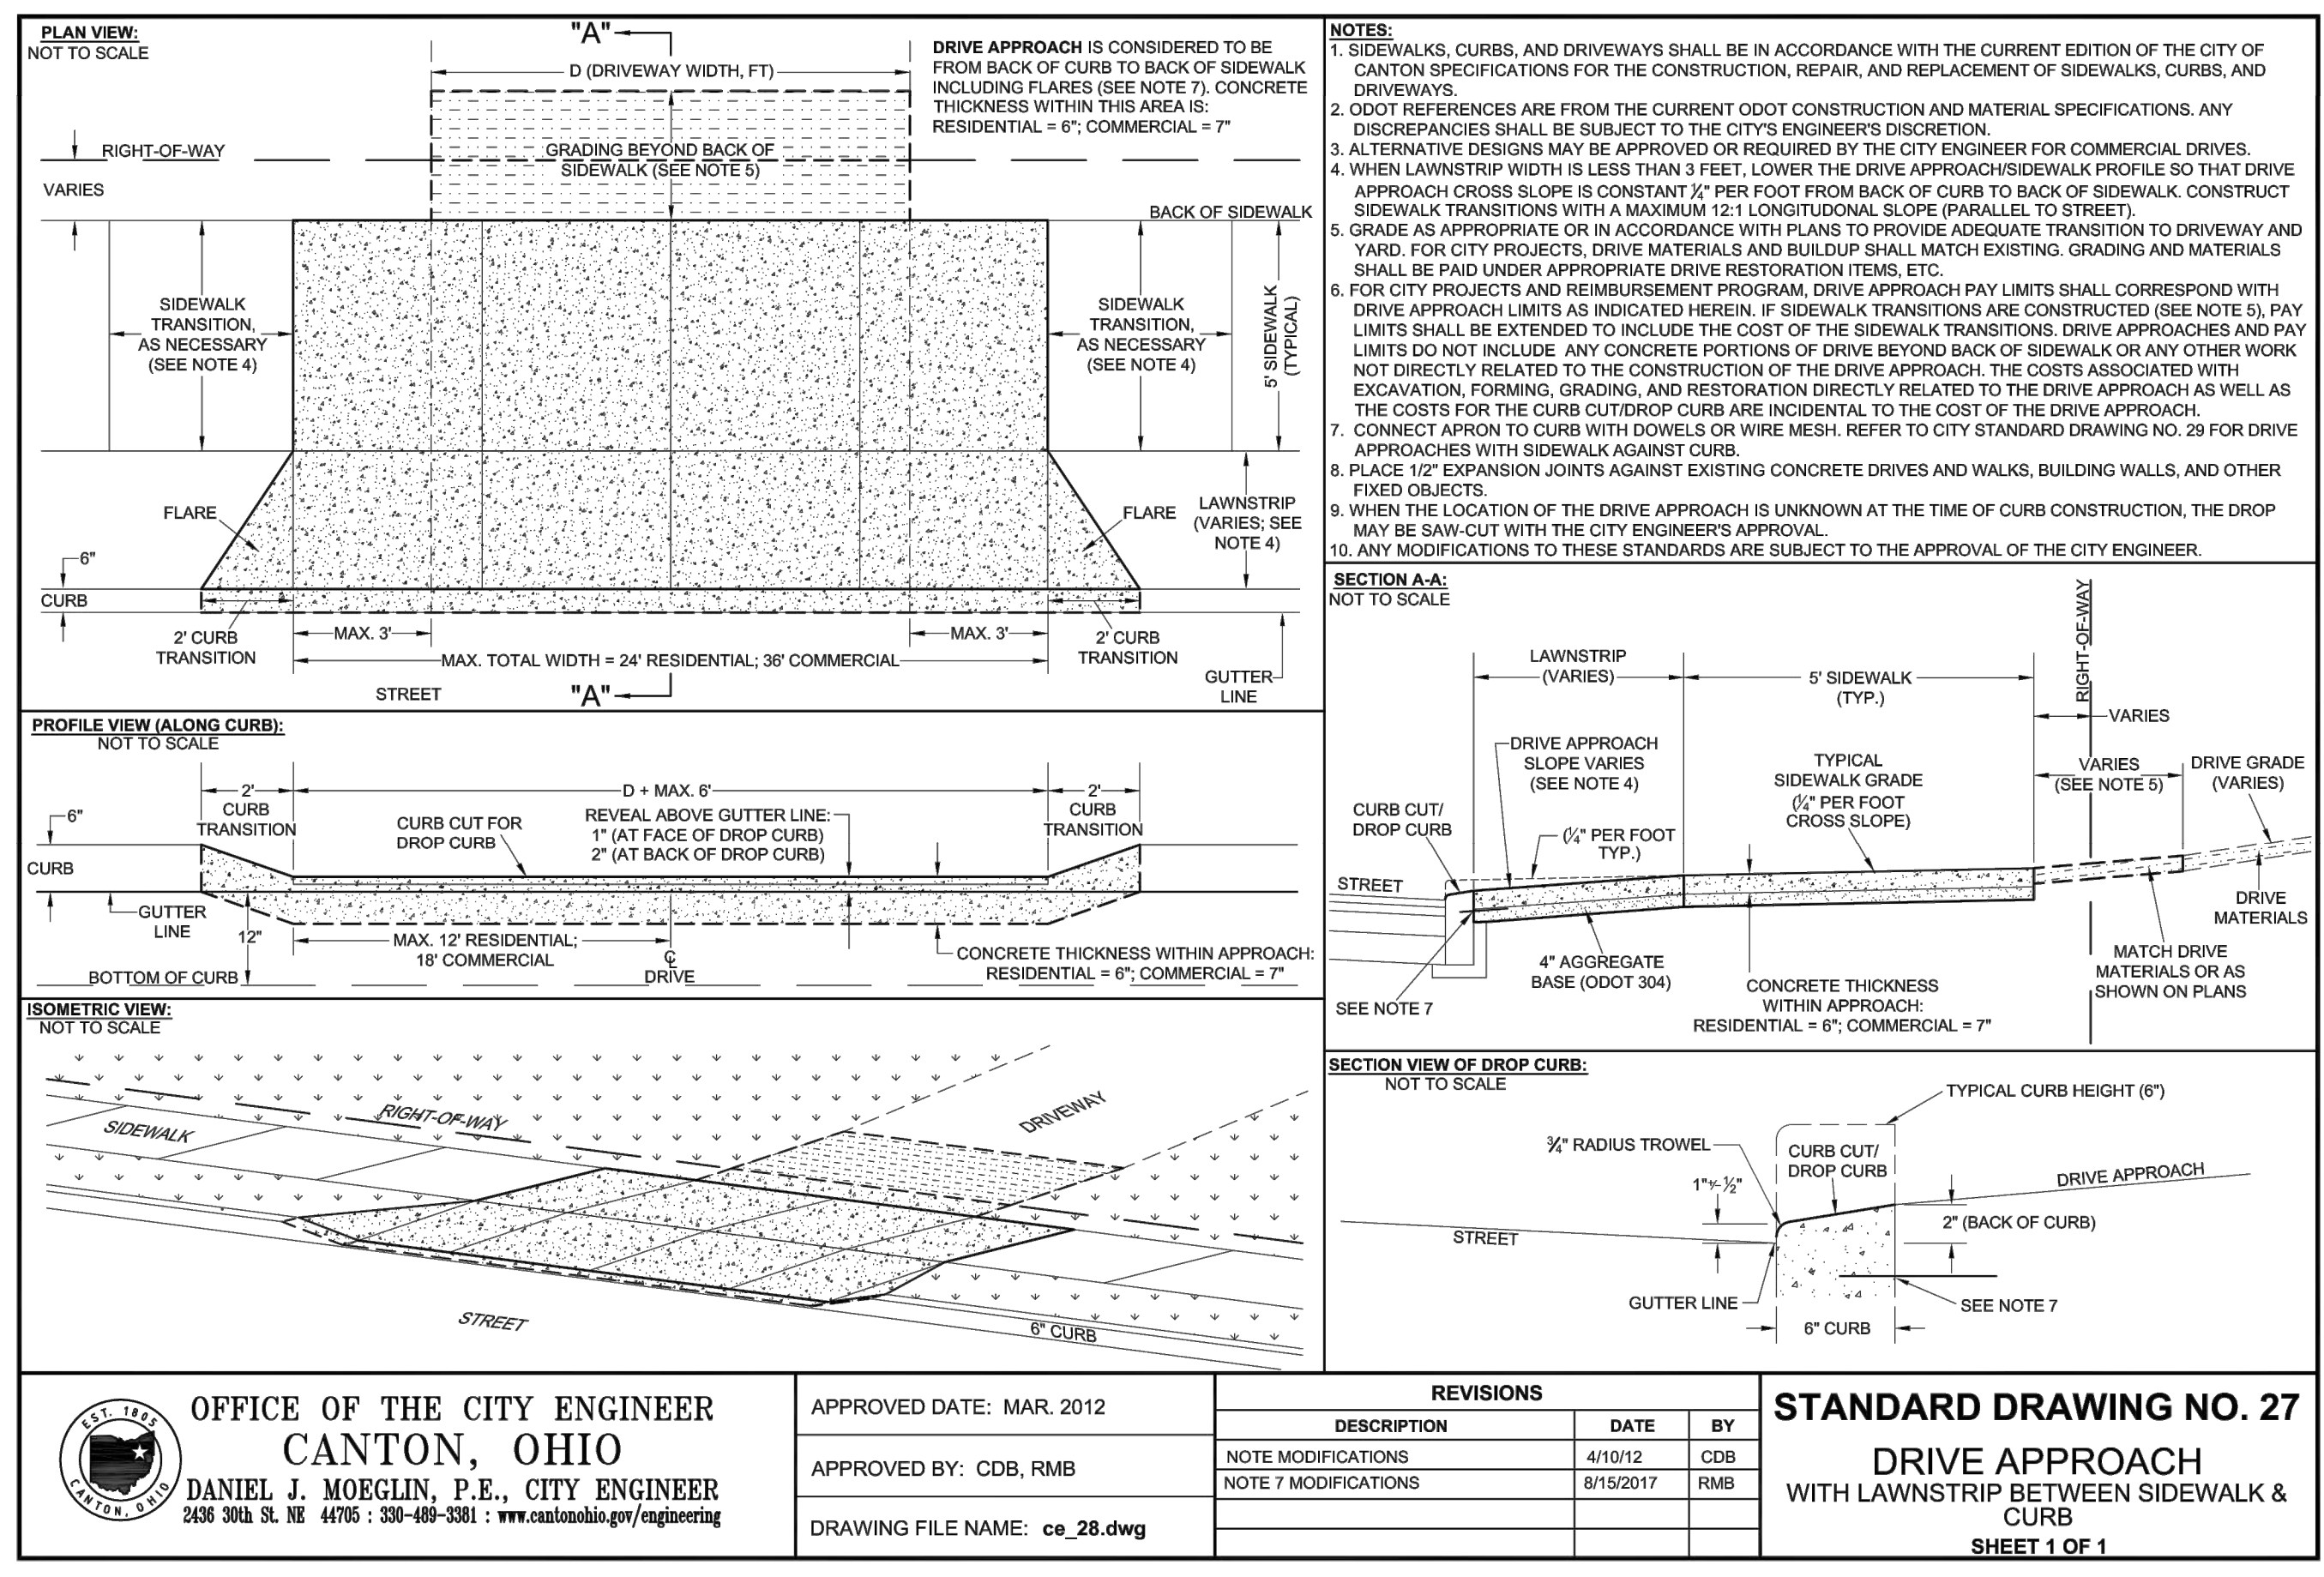 PLAN VIEW:
NOT TO SCALE
"A"
D (DRIVEWAY WIDTH, FT)
DRIVE APPROACH IS CONSIDERED TO BE
FROM BACK OF CURB TO BACK OF SIDEWALK
INCLUDING FLARES (SEE NOTE 7). CONCRETE
THICKNESS WITHIN THIS AREA IS:
RESIDENTIAL = 6"; COMMERCIAL = 7"
RIGHT-OF-WAY
VARIES
GRADING BEYOND BACK OF
SIDEWALK (SEE NOTE 5)
BACK OF SIDEWALK
SIDEWALK
TRANSITION,
AS NECESSARY
(SEE NOTE 4)
SIDEWALK
TRANSITION,
AS NECESSARY
(SEE NOTE 4)
5' SIDEWALK
(TYPICAL)
FLARE
FLARE
LAWNSTRIP
(VARIES; SEE
NOTE 4)
6"
CURB
2' CURB
TRANSITION
MAX. 3'
MAX. 3'
2' CURB
TRANSITION
MAX. TOTAL WIDTH = 24' RESIDENTIAL; 36' COMMERCIAL
GUTTER
LINE
STREET
"A"
PROFILE VIEW (ALONG CURB):
NOT TO SCALE
2'
CURB
TRANSITION
D + MAX. 6'
2'
CURB
TRANSITION
6"
CURB
CURB CUT FOR
DROP CURB
REVEAL ABOVE GUTTER LINE:
1" (AT FACE OF DROP CURB)
2" (AT BACK OF DROP CURB)
GUTTER
LINE
12"
BOTTOM OF CURB
MAX. 12' RESIDENTIAL;
18' COMMERCIAL
CL
DRIVE
CONCRETE THICKNESS WITHIN APPROACH:
RESIDENTIAL = 6"; COMMERCIAL = 7"
ISOMETRIC VIEW:
NOT TO SCALE
RIGHT-OF-WAY
SIDEWALK
DRIVEWAY
STREET
6" CURB
NOTES:
1. SIDEWALKS, CURBS, AND DRIVEWAYS SHALL BE IN ACCORDANCE WITH THE CURRENT EDITION OF THE CITY OF
CANTON SPECIFICATIONS FOR THE CONSTRUCTION, REPAIR, AND REPLACEMENT OF SIDEWALKS, CURBS, AND
DRIVEWAYS.
2. ODOT REFERENCES ARE FROM THE CURRENT ODOT CONSTRUCTION AND MATERIAL SPECIFICATIONS. ANY
DISCREPANCIES SHALL BE SUBJECT TO THE CITY'S ENGINEER'S DISCRETION.
3. ALTERNATIVE DESIGNS MAY BE APPROVED OR REQUIRED BY THE CITY ENGINEER FOR COMMERCIAL DRIVES.
4. WHEN LAWNSTRIP WIDTH IS LESS THAN 3 FEET, LOWER THE DRIVE APPROACH/SIDEWALK PROFILE SO THAT DRIVE
APPROACH CROSS SLOPE IS CONSTANT ¼" PER FOOT FROM BACK OF CURB TO BACK OF SIDEWALK. CONSTRUCT
SIDEWALK TRANSITIONS WITH A MAXIMUM 12:1 LONGITUDONAL SLOPE (PARALLEL TO STREET).
5. GRADE AS APPROPRIATE OR IN ACCORDANCE WITH PLANS TO PROVIDE ADEQUATE TRANSITION TO DRIVEWAY AND
YARD. FOR CITY PROJECTS, DRIVE MATERIALS AND BUILDUP SHALL MATCH EXISTING. GRADING AND MATERIALS
SHALL BE PAID UNDER APPROPRIATE DRIVE RESTORATION ITEMS, ETC.
6. FOR CITY PROJECTS AND REIMBURSEMENT PROGRAM, DRIVE APPROACH PAY LIMITS SHALL CORRESPOND WITH
DRIVE APPROACH LIMITS AS INDICATED HEREIN. IF SIDEWALK TRANSITIONS ARE CONSTRUCTED (SEE NOTE 5), PAY
LIMITS SHALL BE EXTENDED TO INCLUDE THE COST OF THE SIDEWALK TRANSITIONS. DRIVE APPROACHES AND PAY
LIMITS DO NOT INCLUDE ANY CONCRETE PORTIONS OF DRIVE BEYOND BACK OF SIDEWALK OR ANY OTHER WORK
NOT DIRECTLY RELATED TO THE CONSTRUCTION OF THE DRIVE APPROACH. THE COSTS ASSOCIATED WITH
EXCAVATION, FORMING, GRADING, AND RESTORATION DIRECTLY RELATED TO THE DRIVE APPROACH AS WELL AS
THE COSTS FOR THE CURB CUT/DROP CURB ARE INCIDENTAL TO THE COST OF THE DRIVE APPROACH.
7. CONNECT APRON TO CURB WITH DOWELS OR WIRE MESH. REFER TO CITY STANDARD DRAWING NO. 29 FOR DRIVE
APPROACHES WITH SIDEWALK AGAINST CURB.
8. PLACE 1/2" EXPANSION JOINTS AGAINST EXISTING CONCRETE DRIVES AND WALKS, BUILDING WALLS, AND OTHER
FIXED OBJECTS.
9. WHEN THE LOCATION OF THE DRIVE APPROACH IS UNKNOWN AT THE TIME OF CURB CONSTRUCTION, THE DROP
MAY BE SAW-CUT WITH THE CITY ENGINEER'S APPROVAL.
10. ANY MODIFICATIONS TO THESE STANDARDS ARE SUBJECT TO THE APPROVAL OF THE CITY ENGINEER.
SECTION A-A:
NOT TO SCALE
RIGHT-OF-WAY
LAWNSTRIP
(VARIES)
5' SIDEWALK
(TYP.)
VARIES
DRIVE APPROACH
SLOPE VARIES
(SEE NOTE 4)
TYPICAL
SIDEWALK GRADE
(¼" PER FOOT
CROSS SLOPE)
VARIES
(SEE NOTE 5)
DRIVE GRADE
(VARIES)
CURB CUT/
DROP CURB
(¼" PER FOOT
TYP.)
STREET
DRIVE
MATERIALS
4" AGGREGATE
BASE (ODOT 304)
MATCH DRIVE
MATERIALS OR AS
SHOWN ON PLANS
CONCRETE THICKNESS
WITHIN APPROACH:
RESIDENTIAL = 6"; COMMERCIAL = 7"
SEE NOTE 7
SECTION VIEW OF DROP CURB:
NOT TO SCALE
TYPICAL CURB HEIGHT (6")
¾" RADIUS TROWEL
CURB CUT/
DROP CURB
DRIVE APPROACH
1"+/- ½"
2" (BACK OF CURB)
STREET
GUTTER LINE
SEE NOTE 7
6" CURB
EST. 1805
CANTON, OHIO
OFFICE OF THE CITY ENGINEER
CANTON, OHIO
DANIEL J. MOEGLIN, P.E., CITY ENGINEER
2436 30th St. NE 44705 : 330-489-3381 : www.cantonohio.gov/engineering
APPROVED DATE: MAR. 2012
APPROVED BY: CDB, RMB
DRAWING FILE NAME: ce_28.dwg
REVISIONS
DESCRIPTION DATE BY
NOTE MODIFICATIONS 4/10/12 CDB
NOTE 7 MODIFICATIONS 8/15/2017 RMB
STANDARD DRAWING NO. 27
DRIVE APPROACH
WITH LAWNSTRIP BETWEEN SIDEWALK &
CURB
SHEET 1 OF 1